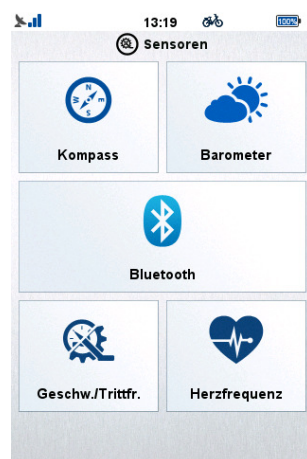 13:19 100%
Sensoren
N
W E
S
Kompass Barometer
Bluetooth
Geschw./Trittfr. Herzfrequenz